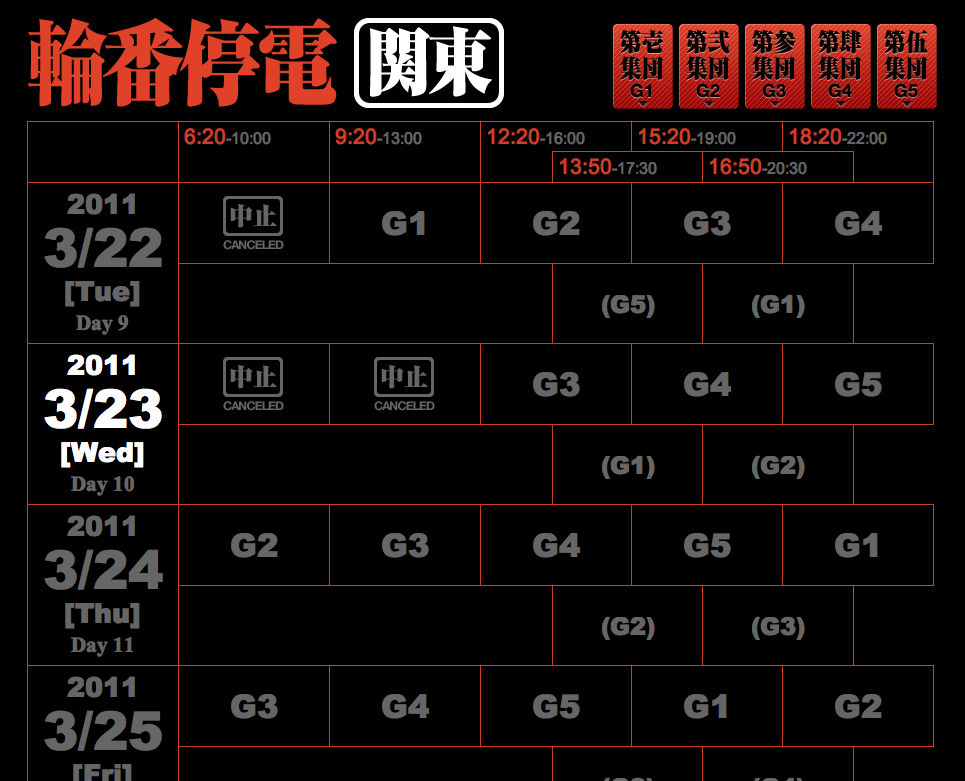 輪番停電 関東
第壱集団 G1
第弐集団 G2
第参集団 G3
第肆集団 G4
第伍集団 G5
6:20-10:00 9:20-13:00 12:20-16:00 15:20-19:00 18:20-22:00
13:50-17:30 16:50-20:30
2011
3/22
[Tue]
Day 9
中止 CANCELED G1 G2 G3 G4
(G5) (G1)
2011
3/23
[Wed]
Day 10
中止 CANCELED 中止 CANCELED G3 G4 G5
(G1) (G2)
2011
3/24
[Thu]
Day 11
G2 G3 G4 G5 G1
(G2) (G3)
2011
3/25
[Fri]
G3 G4 G5 G1 G2